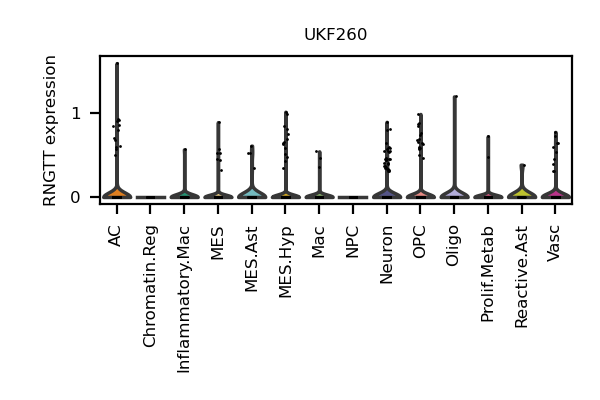 UKF260
RNGTT expression
1
0
AC
Chromatin.Reg
Inflammatory.Mac
MES
MES.Ast
MES.Hyp
Mac
NPC
Neuron
OPC
Oligo
Prolif.Metab
Reactive.Ast
Vasc